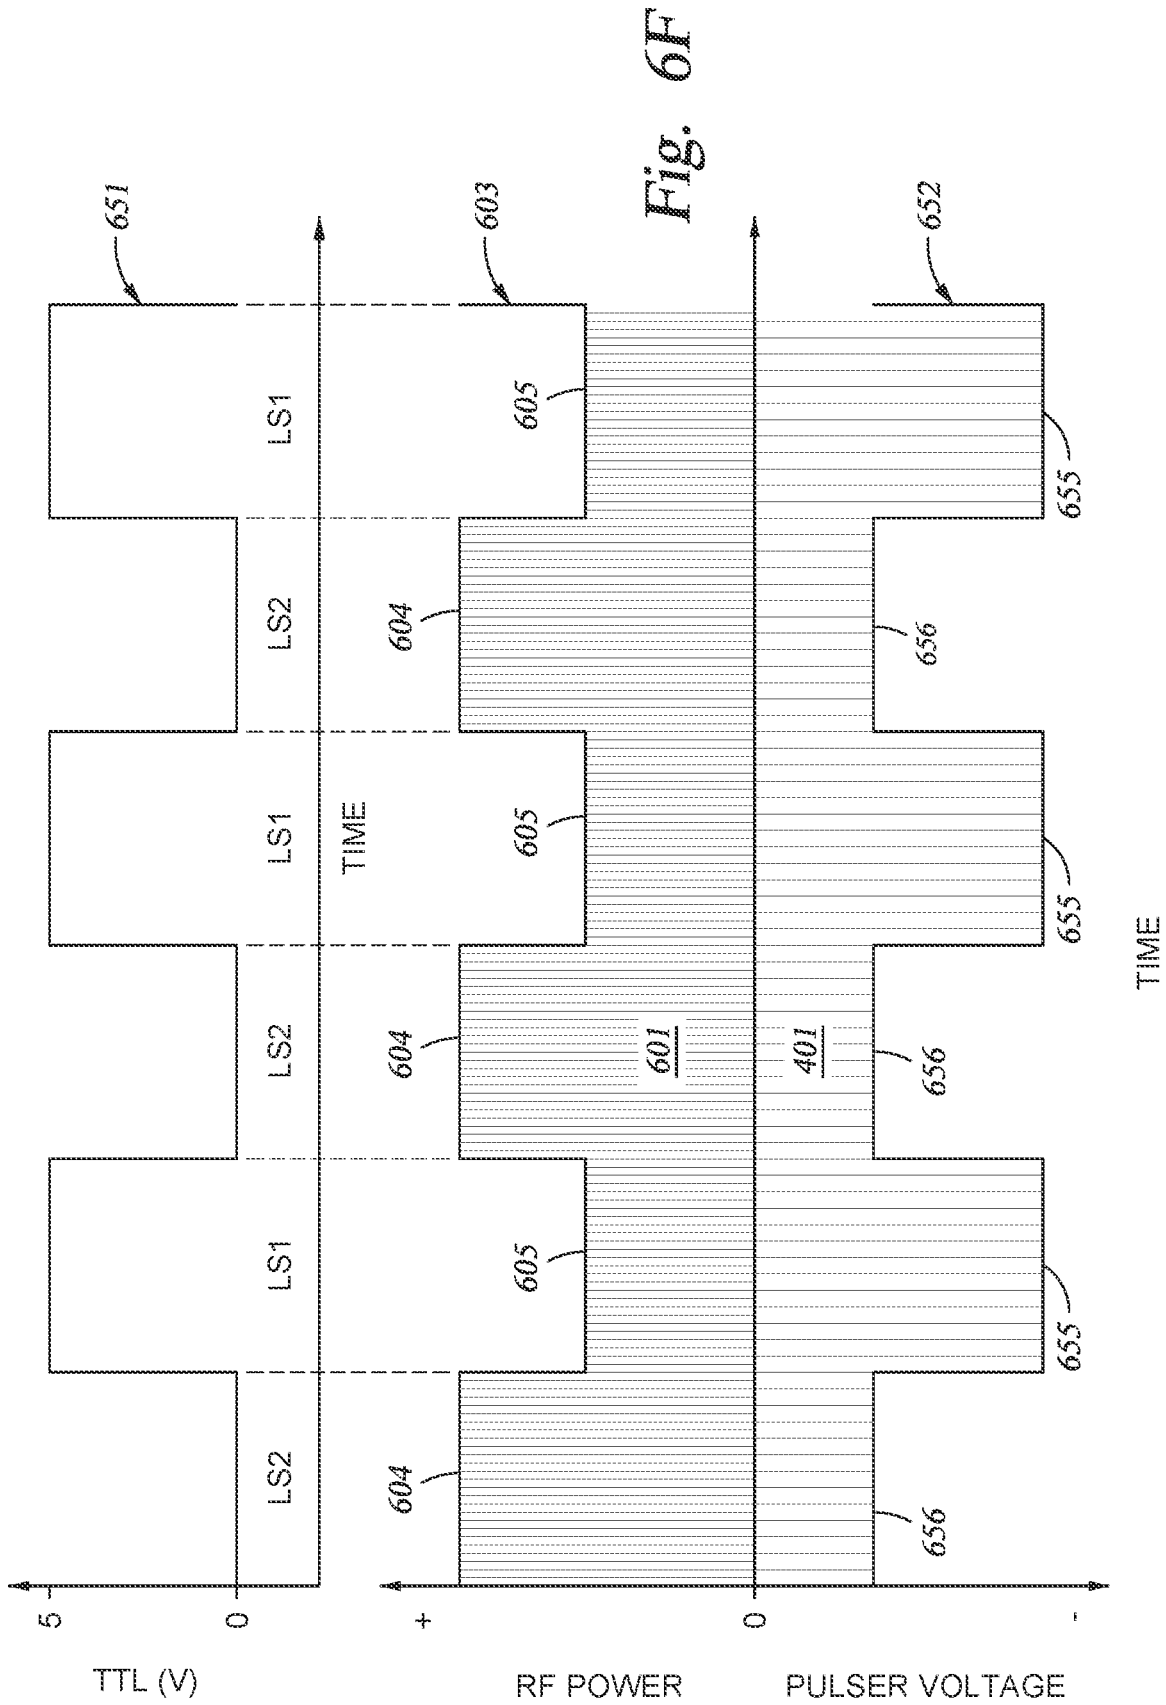 TTL (V)
5
0
651
LS2
LS1
LS2
LS1
LS2
LS1
TIME
RF POWER
+
604
605
604
605
604
605
603
601
0
Fig. 6F
PULSER VOLTAGE
401
-
656
655
656
655
656
655
652
TIME